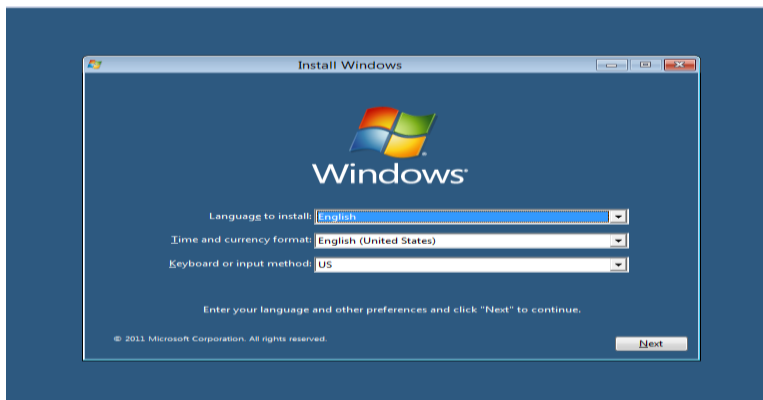 Install Windows
Windows
Language to install: English
Time and currency format: English (United States)
Keyboard or input method: US
Enter your language and other preferences and click "Next" to continue.
© 2011 Microsoft Corporation. All rights reserved.
Next